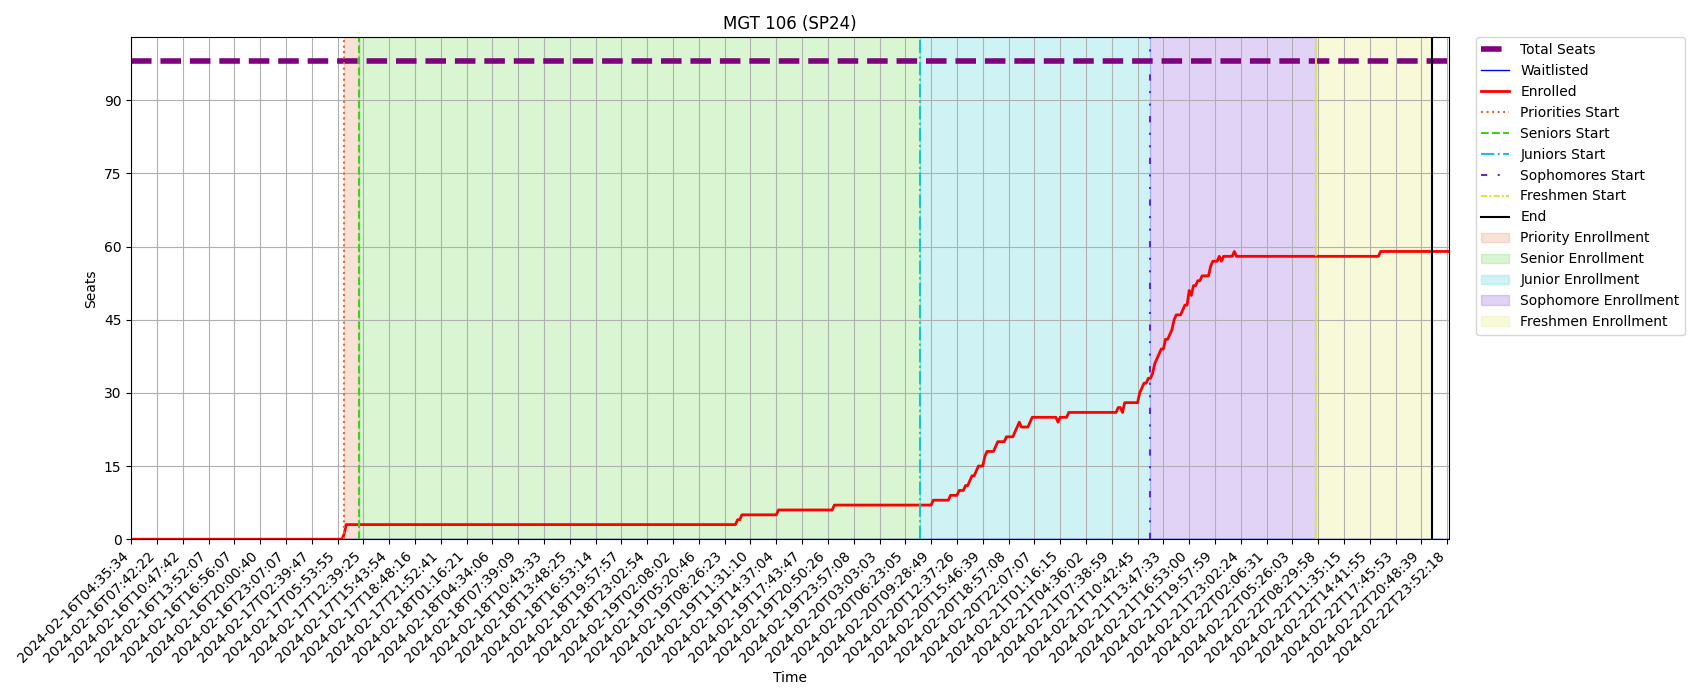 MGT 106 (SP24)
Seats
90
75
60
45
30
15
0
2024-02-16T04:35:34
2024-02-16T07:42:22
2024-02-16T10:47:42
2024-02-16T13:52:07
2024-02-16T16:56:07
2024-02-16T20:00:40
2024-02-16T23:07:07
2024-02-17T02:39:47
2024-02-17T05:53:55
2024-02-17T12:39:25
2024-02-17T15:43:54
2024-02-17T18:48:16
2024-02-17T21:52:41
2024-02-18T01:16:21
2024-02-18T04:34:06
2024-02-18T07:39:09
2024-02-18T10:43:33
2024-02-18T13:48:25
2024-02-18T16:53:14
2024-02-18T19:57:57
2024-02-18T23:02:54
2024-02-19T02:08:02
2024-02-19T05:20:46
2024-02-19T08:26:23
2024-02-19T11:31:10
2024-02-19T14:37:04
2024-02-19T17:43:47
2024-02-19T20:50:26
2024-02-19T23:57:08
2024-02-20T03:03:03
2024-02-20T06:23:05
2024-02-20T09:28:49
2024-02-20T12:37:26
2024-02-20T15:46:39
2024-02-20T18:57:08
2024-02-20T22:07:07
2024-02-21T01:16:15
2024-02-21T04:36:02
2024-02-21T07:38:59
2024-02-21T10:42:45
2024-02-21T13:47:33
2024-02-21T16:53:00
2024-02-21T19:57:59
2024-02-21T23:02:24
2024-02-22T02:06:31
2024-02-22T05:26:03
2024-02-22T08:29:58
2024-02-22T11:35:15
2024-02-22T14:41:55
2024-02-22T17:45:53
2024-02-22T20:48:39
2024-02-22T23:52:18
Time
Total Seats
Waitlisted
Enrolled
Priorities Start
Seniors Start
Juniors Start
Sophomores Start
Freshmen Start
End
Priority Enrollment
Senior Enrollment
Junior Enrollment
Sophomore Enrollment
Freshmen Enrollment